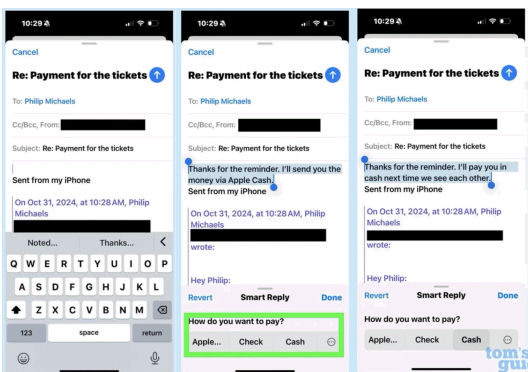 10:29
Cancel
Re: Payment for the tickets
To: Philip Michaels
Cc/Bcc, From:
Subject: Re: Payment for the tickets
Sent from my iPhone
On Oct 31, 2024, at 10:28 AM, Philip
Michaels
Noted...
Thanks...
Q W E R T Y U I O P
A S D F G H J K L
Z X C V B N M
123
space
return
10:29
Cancel
Re: Payment for the tickets
To: Philip Michaels
Cc/Bcc, From:
Subject: Re: Payment for the tickets
Thanks for the reminder. I'll send you the
money via Apple Cash.
Sent from my iPhone
On Oct 31, 2024, at 10:28 AM, Philip
Michaels
wrote:
Hey Philip:
Revert
Smart Reply
Done
How do you want to pay?
Apple...
Check
Cash
10:29
Cancel
Re: Payment for the tickets
To: Philip Michaels
Cc/Bcc, From:
Subject: Re: Payment for the tickets
Thanks for the reminder. I'll pay you in
cash next time we see each other.
Sent from my iPhone
On Oct 31, 2024, at 10:28 AM, Philip
Michaels
wrote:
Hey Philip:
Revert
Smart Reply
Done
How do you want to pay?
Apple...
Check
Cash
tom's
gui